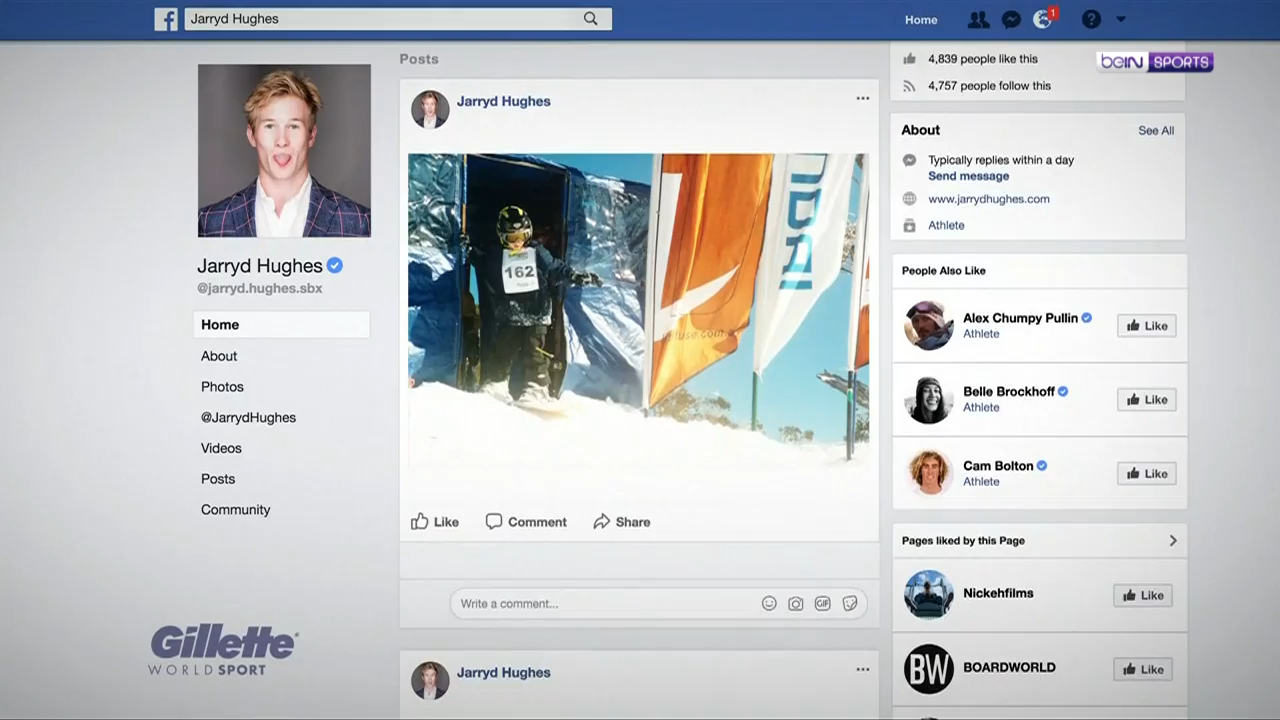 Jarryd Hughes
Home
1
Posts
Jarryd Hughes
@jarryd.hughes.sbx
Home
About
Photos
@JarrydHughes
Videos
Posts
Community
Gillette
WORLD SPORT
Jarryd Hughes
162
Like
Comment
Share
Write a comment...
GIF
Jarryd Hughes
4,839 people like this
4,757 people follow this
beIN SPORTS
About
See All
Typically replies within a day
Send message
www.jarrydhughes.com
Athlete
People Also Like
Alex Chumpy Pullin
Athlete
Like
Belle Brockhoff
Athlete
Like
Cam Bolton
Athlete
Like
Pages liked by this Page
Nickehfilms
Like
BW
BOARDWORLD
Like